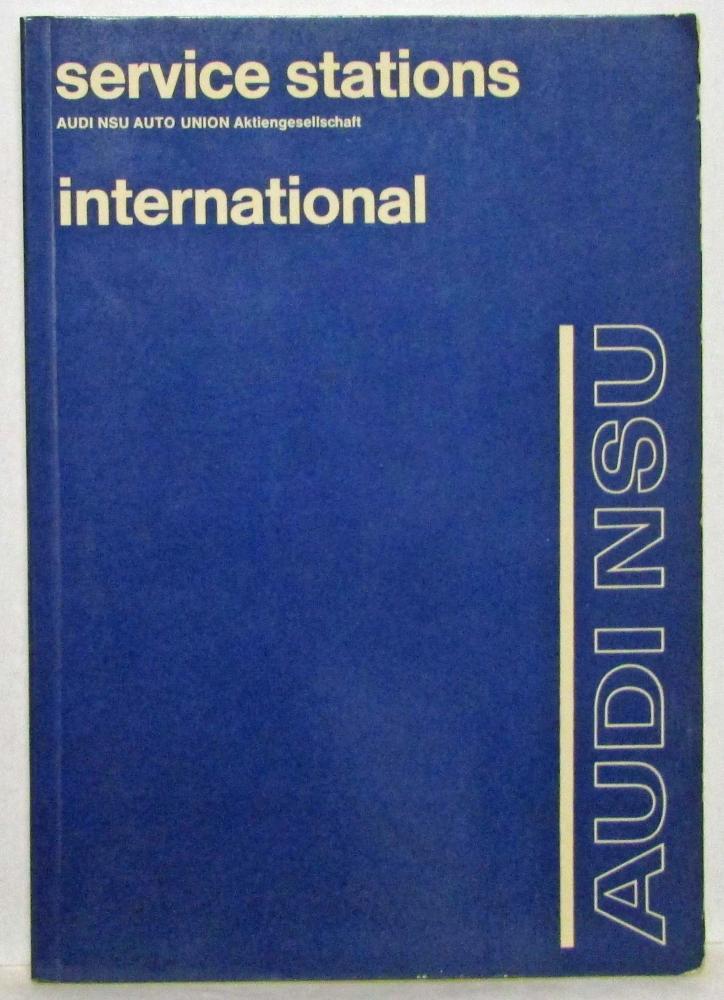 service stations
AUDI NSU AUTO UNION Aktiengesellschaft
international
AUDI NSU